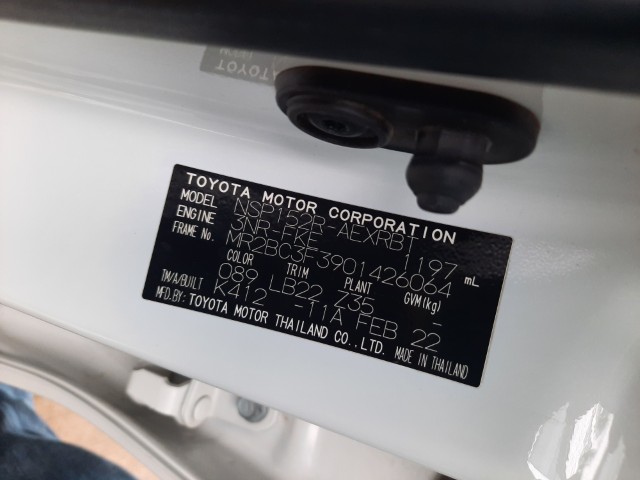 TOYOTA MOTOR CORPORATION
MODEL NSP152R-AEXRBT
ENGINE 3NR-FKE 1197 mL
FRAME No. MR2BC3F3901426064
COLOR TRIM PLANT GVM(kg)
089 LB22 Z35 -
TM/A/BUILT K412 -11A FEB 22
MFD.BY: TOYOTA MOTOR THAILAND CO.,LTD. MADE IN THAILAND